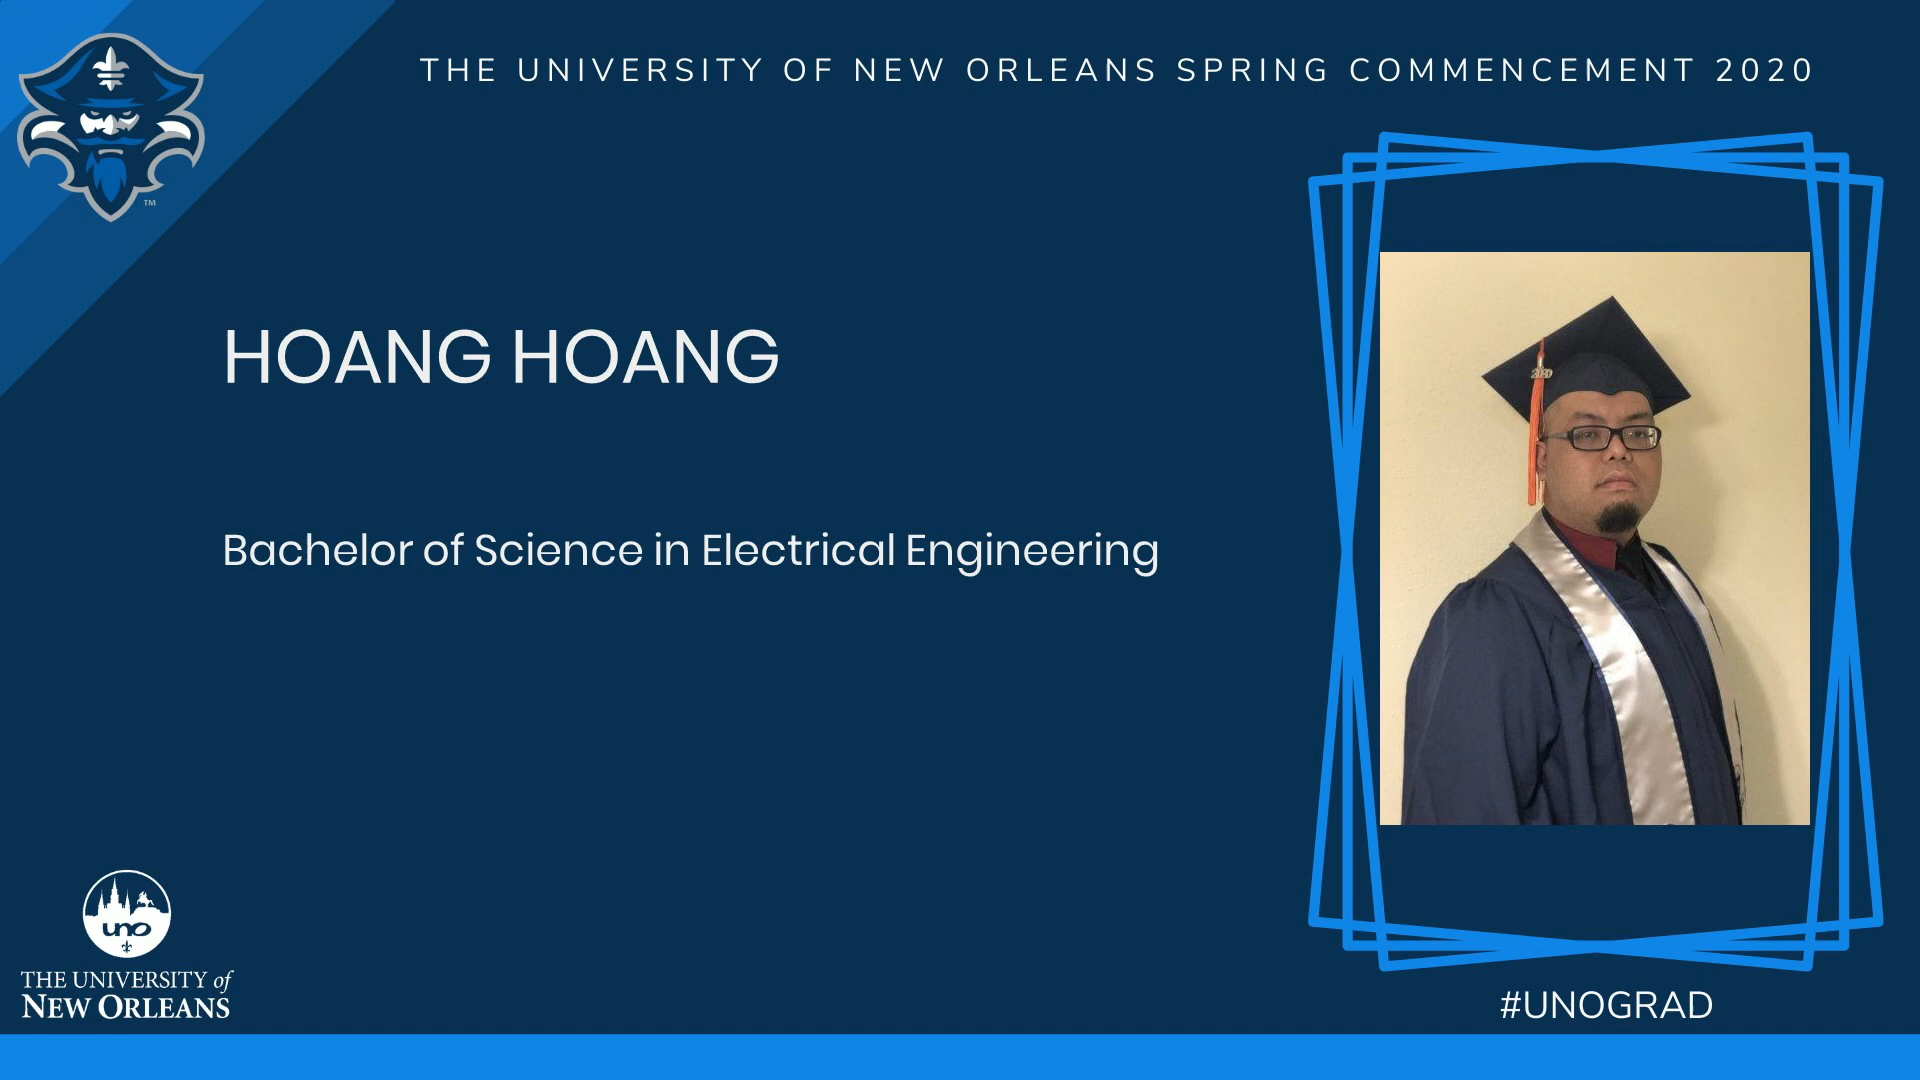 THE UNIVERSITY OF NEW ORLEANS SPRING COMMENCEMENT 2020
TM
HOANG HOANG
Bachelor of Science in Electrical Engineering
uno
THE UNIVERSITY of
NEW ORLEANS
#UNOGRAD